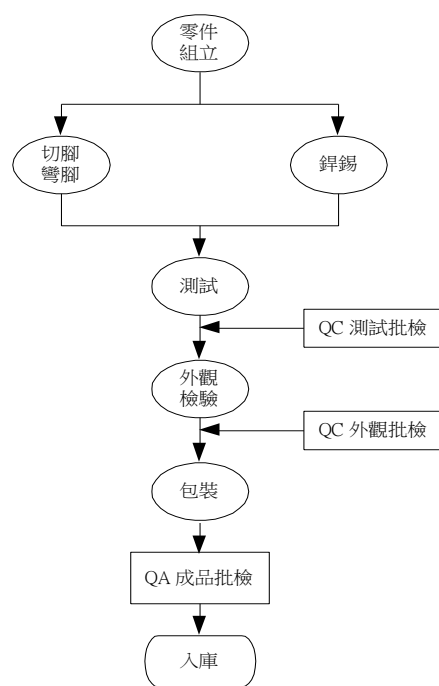 零件
組立
切腳
彎腳
銲錫
測試
QC 測試批檢
外觀
檢驗
QC 外觀批檢
包裝
QA 成品批檢
入庫